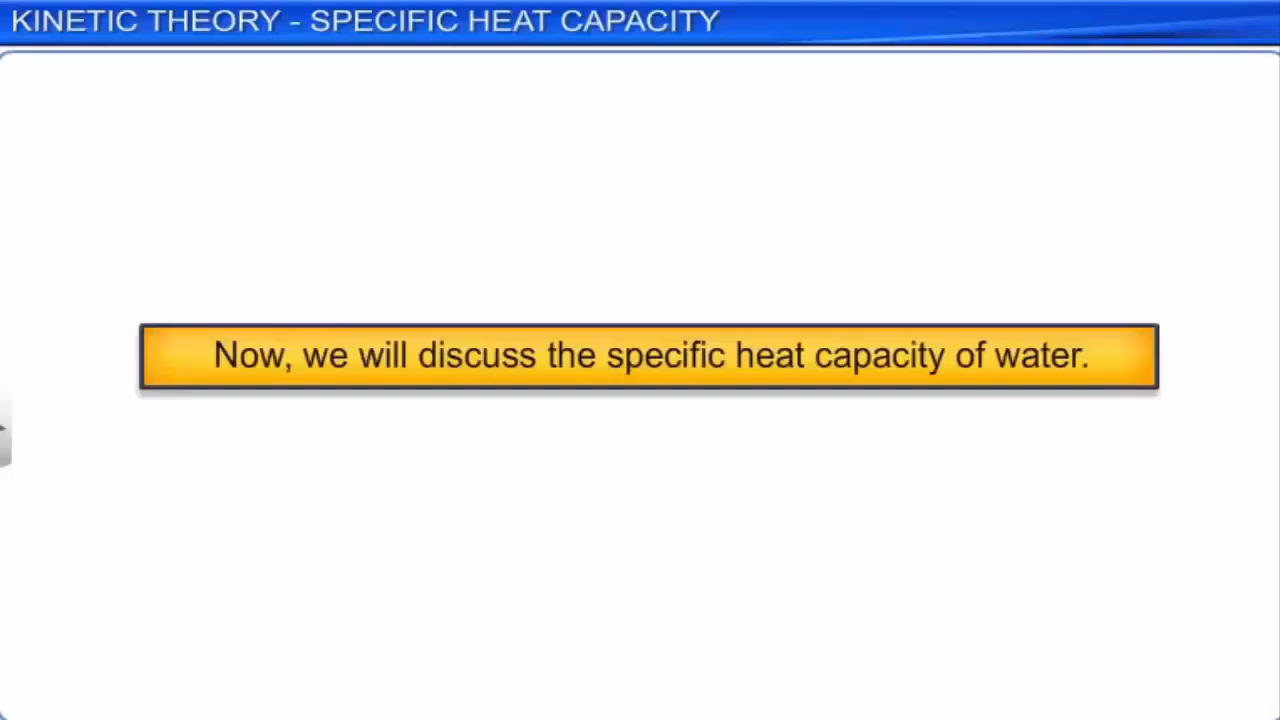 KINETIC THEORY - SPECIFIC HEAT CAPACITY
Now, we will discuss the specific heat capacity of water.